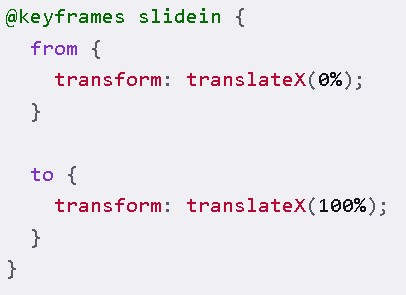 @keyframes slidein {
  from {
    transform: translateX(0%);
  }

  to {
    transform: translateX(100%);
  }
}